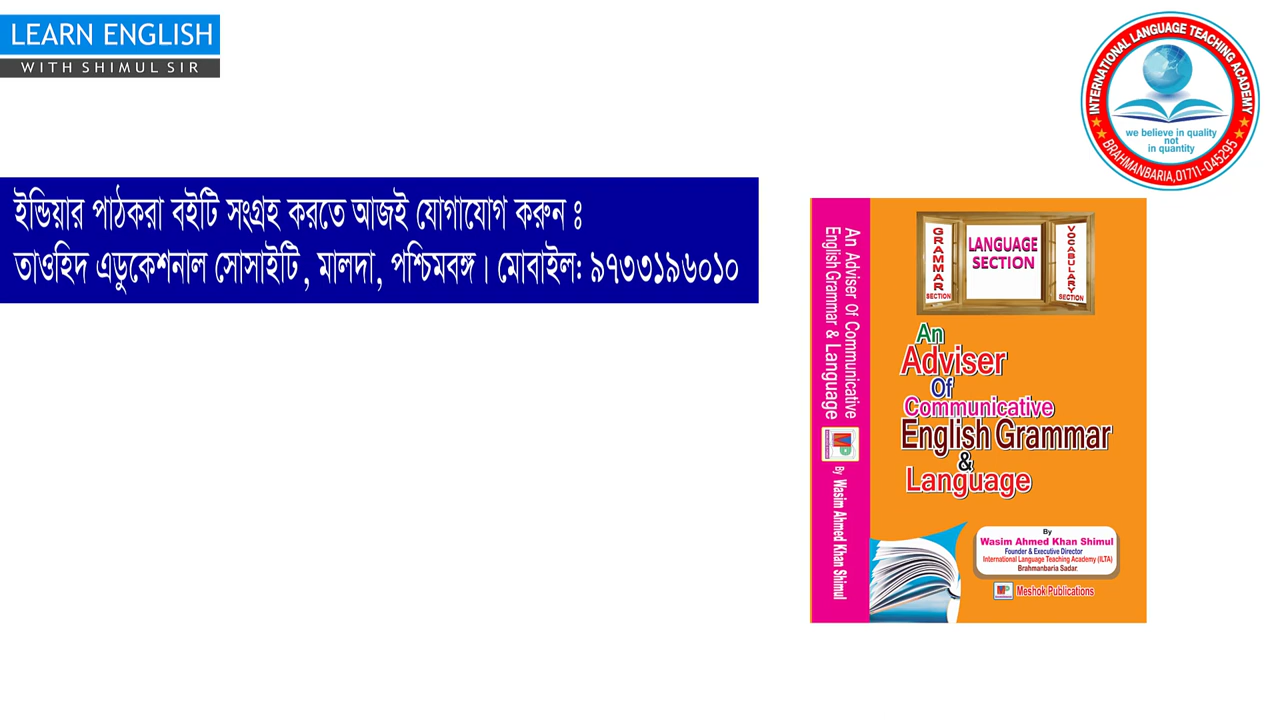 LEARN ENGLISH
WITH SHIMUL SIR
INTERNATIONAL LANGUAGE TEACHING ACADEMY
we believe in quality
not
in quantity
BRAHMANBARIA,01711-045295
ইন্ডিয়ার পাঠকরা বইটি সংগ্রহ করতে আজই যোগাযোগ করুন ঃ
তাওহিদ এডুকেশনাল সোসাইটি, মালদা, পশ্চিমবঙ্গ। মোবাইল: ৯৭৩৩১৯৬০১০
An Adviser Of Communicative
English Grammar & Language
MP
By Wasim Ahmed Khan Shimul
GRAMMAR
SECTION
LANGUAGE
SECTION
VOCABULARY
SECTION
An
Adviser
Of
Communicative
English Grammar
&
Language
By
Wasim Ahmed Khan Shimul
Founder & Executive Director
International Language Teaching Academy (ILTA)
Brahmanbaria Sadar.
MP Meshok Publications